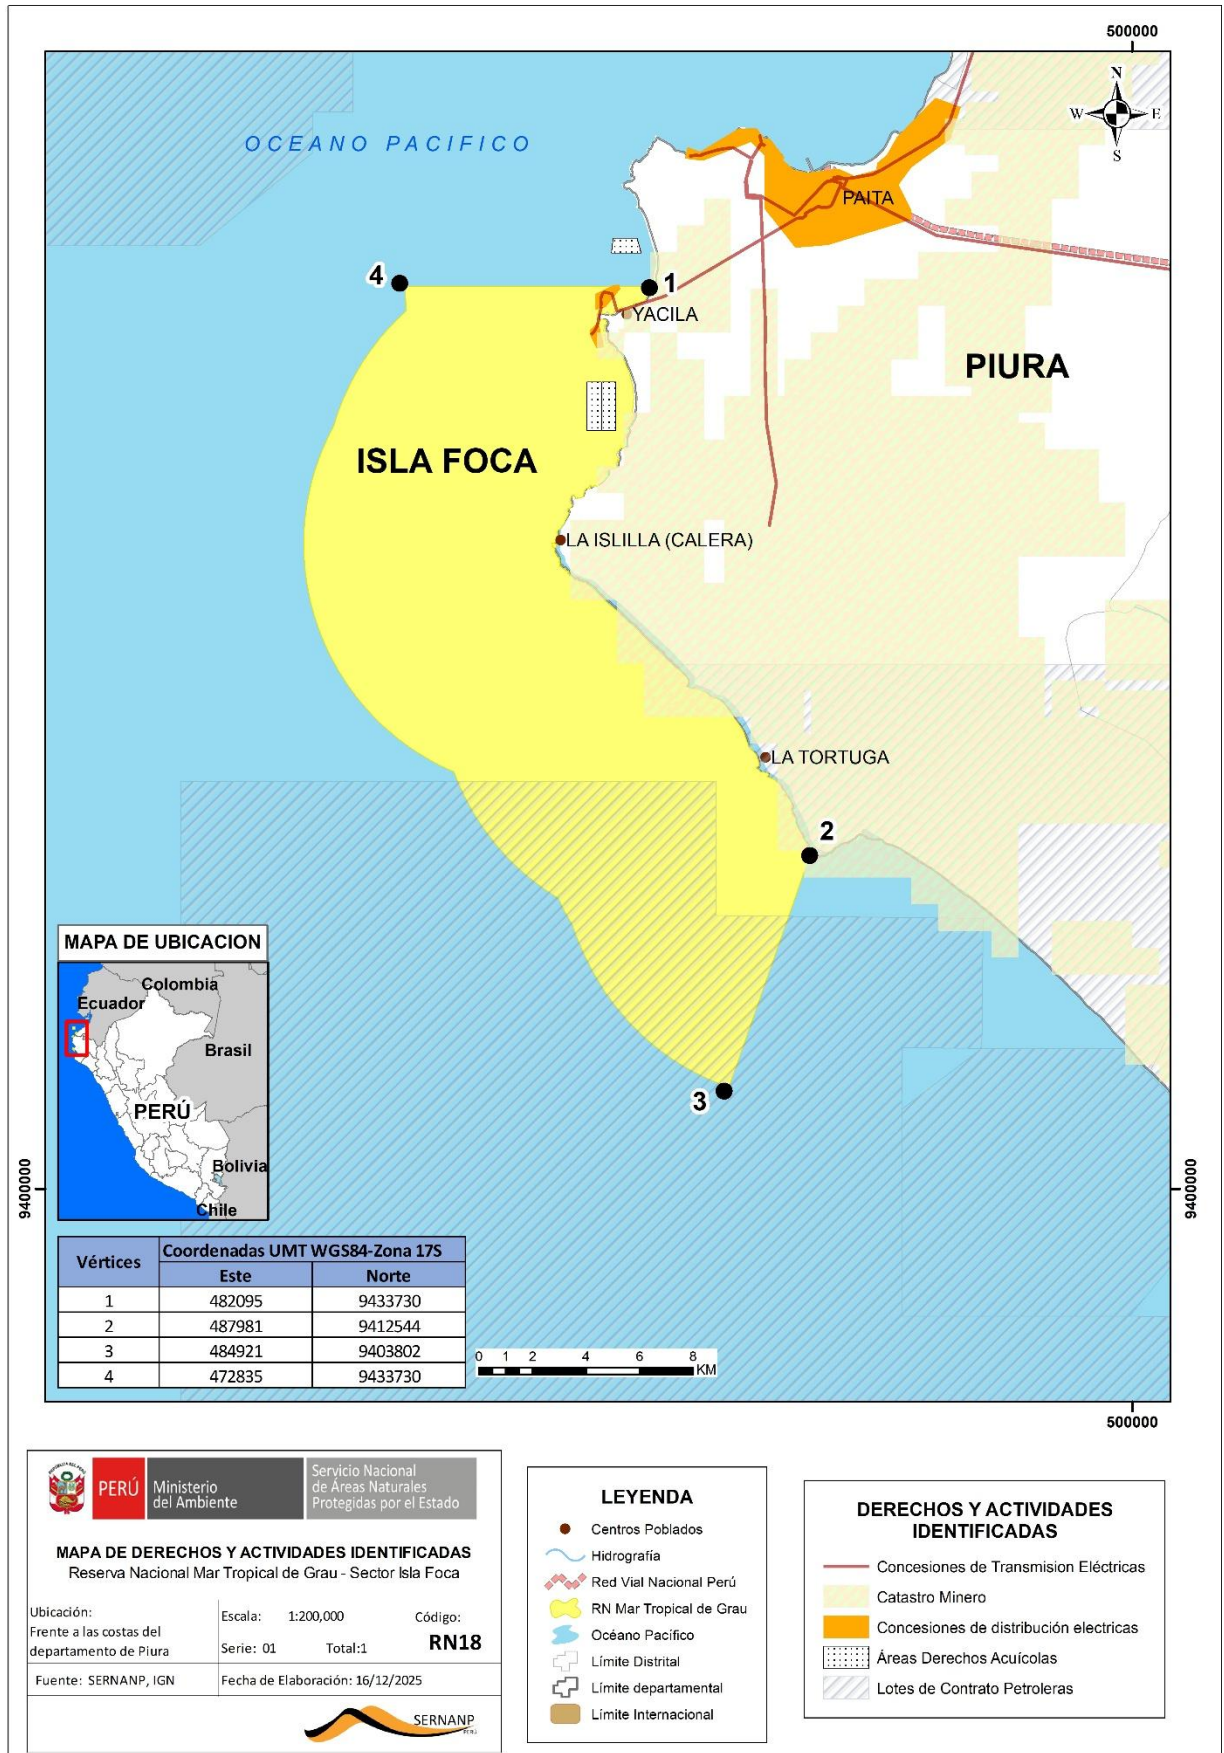 500000
N
W E
S
OCEANO PACIFICO
PAITA
4
1
YACILA
PIURA
ISLA FOCA
LA ISLILLA (CALERA)
LA TORTUGA
2
3
MAPA DE UBICACION
Colombia
Ecuador
Brasil
PERÚ
Bolivia
Chile
9400000
9400000
Vértices
Coordenadas UMT WGS84-Zona 17S
Este Norte
1 482095 9433730
2 487981 9412544
3 484921 9403802
4 472835 9433730
0 1 2 4 6 8
KM
500000
REPÚBLICA DEL PERÚ
PERÚ
Ministerio
del Ambiente
Servicio Nacional
de Áreas Naturales
Protegidas por el Estado
MAPA DE DERECHOS Y ACTIVIDADES IDENTIFICADAS
Reserva Nacional Mar Tropical de Grau - Sector Isla Foca
Ubicación:
Frente a las costas del
departamento de Piura
Escala: 1:200,000
Serie: 01 Total:1
Código:
RN18
Fuente: SERNANP, IGN
Fecha de Elaboración: 16/12/2025
SERNANP
PERÚ
LEYENDA
Centros Poblados
Hidrografía
Red Vial Nacional Perú
RN Mar Tropical de Grau
Océano Pacífico
Límite Distrital
Límite departamental
Límite Internacional
DERECHOS Y ACTIVIDADES
IDENTIFICADAS
Concesiones de Transmision Eléctricas
Catastro Minero
Concesiones de distribución electricas
Áreas Derechos Acuícolas
Lotes de Contrato Petroleras